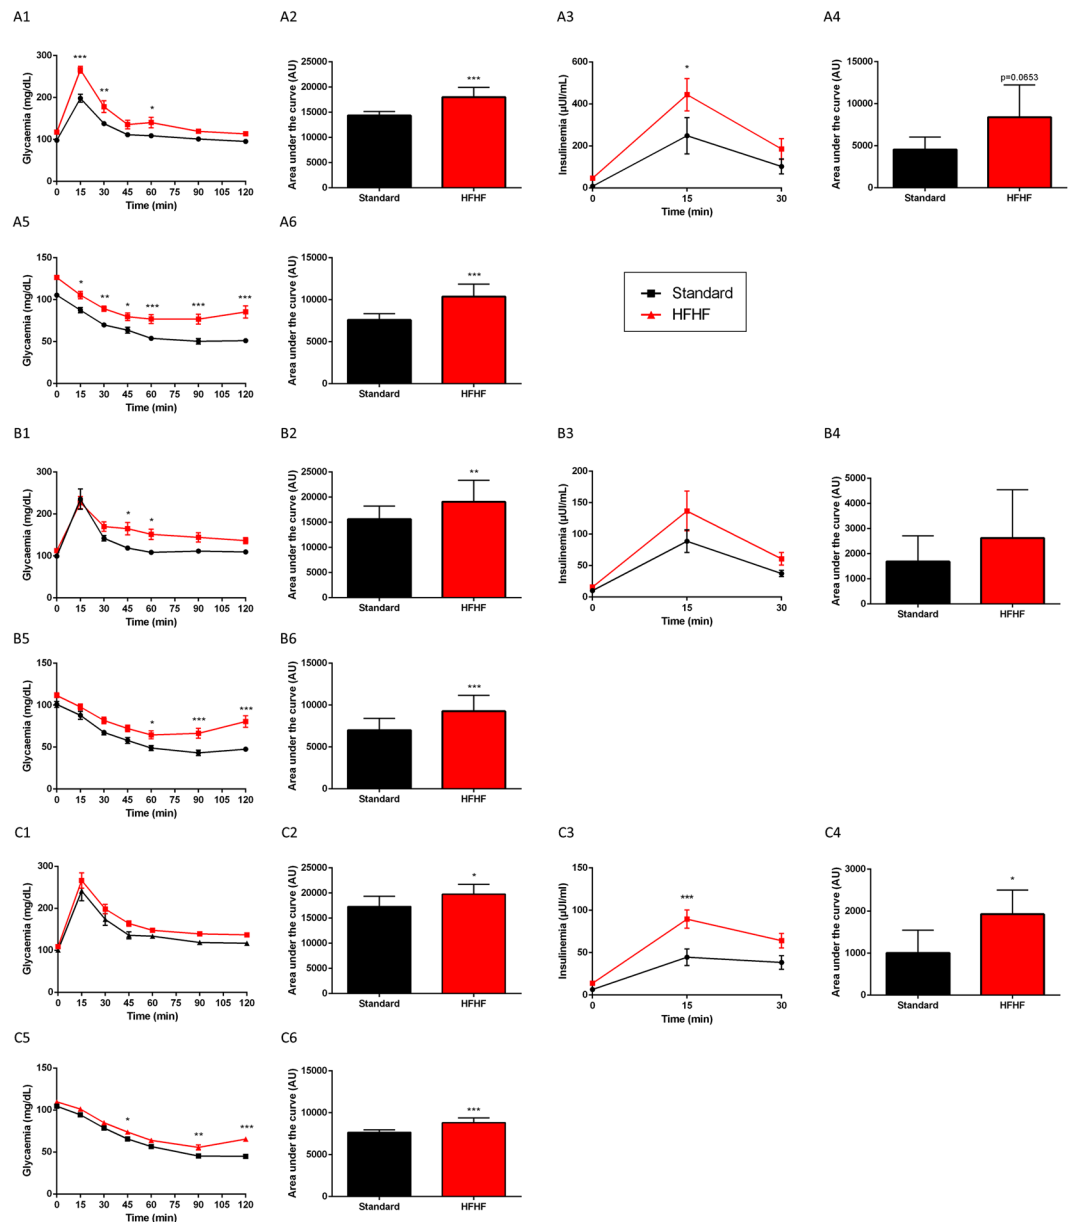 A1
A2
A3
A4
Glycaemia (mg/dL)
300
200
100
0
***
**
*
0 15 30 45 60 75 90 105 120
Time (min)
Area under the curve (AU)
25000
20000
15000
10000
5000
0
***
Standard HFHF
Insulinemia (µUI/mL)
600
400
200
0
*
0 15 30
Time (min)
Area under the curve (AU)
15000
10000
5000
0
p=0.0653
Standard HFHF
A5
A6
Glycaemia (mg/dL)
150
100
50
0
* ** * *** *** ***
0 15 30 45 60 75 90 105 120
Time (min)
Area under the curve (AU)
15000
10000
5000
0
***
Standard HFHF
Standard
HFHF
B1
B2
B3
B4
Glycaemia (mg/dL)
300
200
100
0
* *
0 15 30 45 60 75 90 105 120
Time (min)
Area under the curve (AU)
25000
20000
15000
10000
5000
0
**
Standard HFHF
Insulinemia (µUI/mL)
200
150
100
50
0
0 15 30
Time (min)
Area under the curve (AU)
5000
4000
3000
2000
1000
0
Standard HFHF
B5
B6
Glycaemia (mg/dL)
150
100
50
0
* *** ***
0 15 30 45 60 75 90 105 120
Time (min)
Area under the curve (AU)
15000
10000
5000
0
***
Standard HFHF
C1
C2
C3
C4
Glycaemia (mg/dL)
300
200
100
0
0 15 30 45 60 75 90 105 120
Time (min)
Area under the curve (AU)
25000
20000
15000
10000
5000
0
*
Standard HFHF
Insulinemia (µUI/ml)
150
100
50
0
***
0 15 30
Time (min)
Area under the curve (AU)
3000
2000
1000
0
*
Standard HFHF
C5
C6
Glycaemia (mg/dL)
150
100
50
0
* ** ***
0 15 30 45 60 75 90 105 120
Time (min)
Area under the curve (AU)
15000
10000
5000
0
***
Standard HFHF